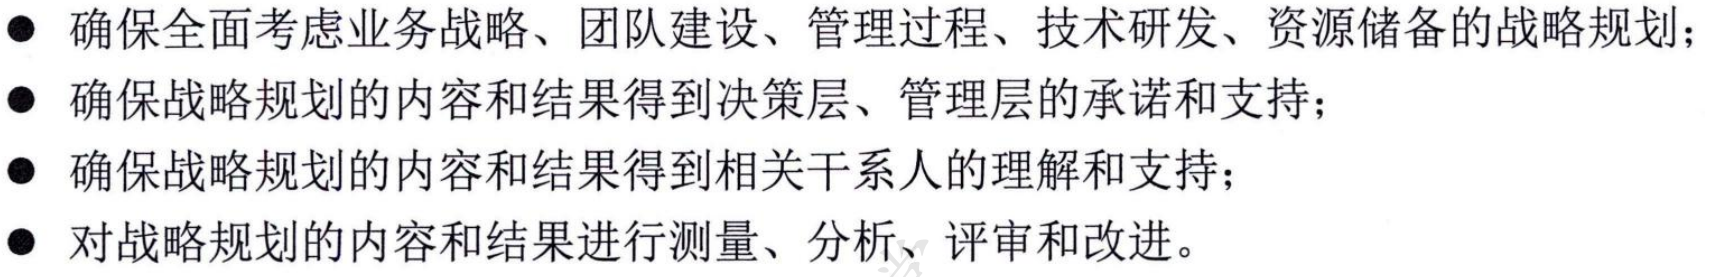 ● 确保全面考虑业务战略、团队建设、管理过程、技术研发、资源储备的战略规划；
● 确保战略规划的内容和结果得到决策层、管理层的承诺和支持；
● 确保战略规划的内容和结果得到相关干系人的理解和支持；
● 对战略规划的内容和结果进行测量、分析、评审和改进。